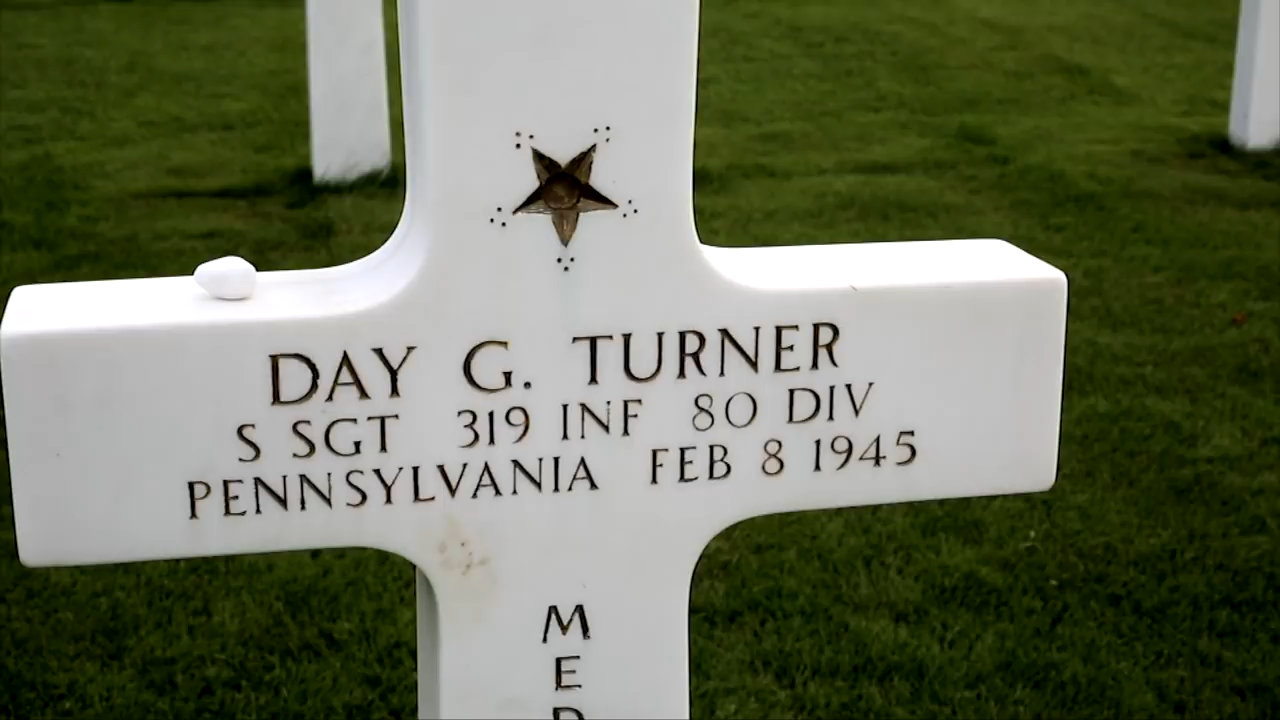 DAY G. TURNER
S SGT 319 INF 80 DIV
PENNSYLVANIA FEB 8 1945
M
E
D